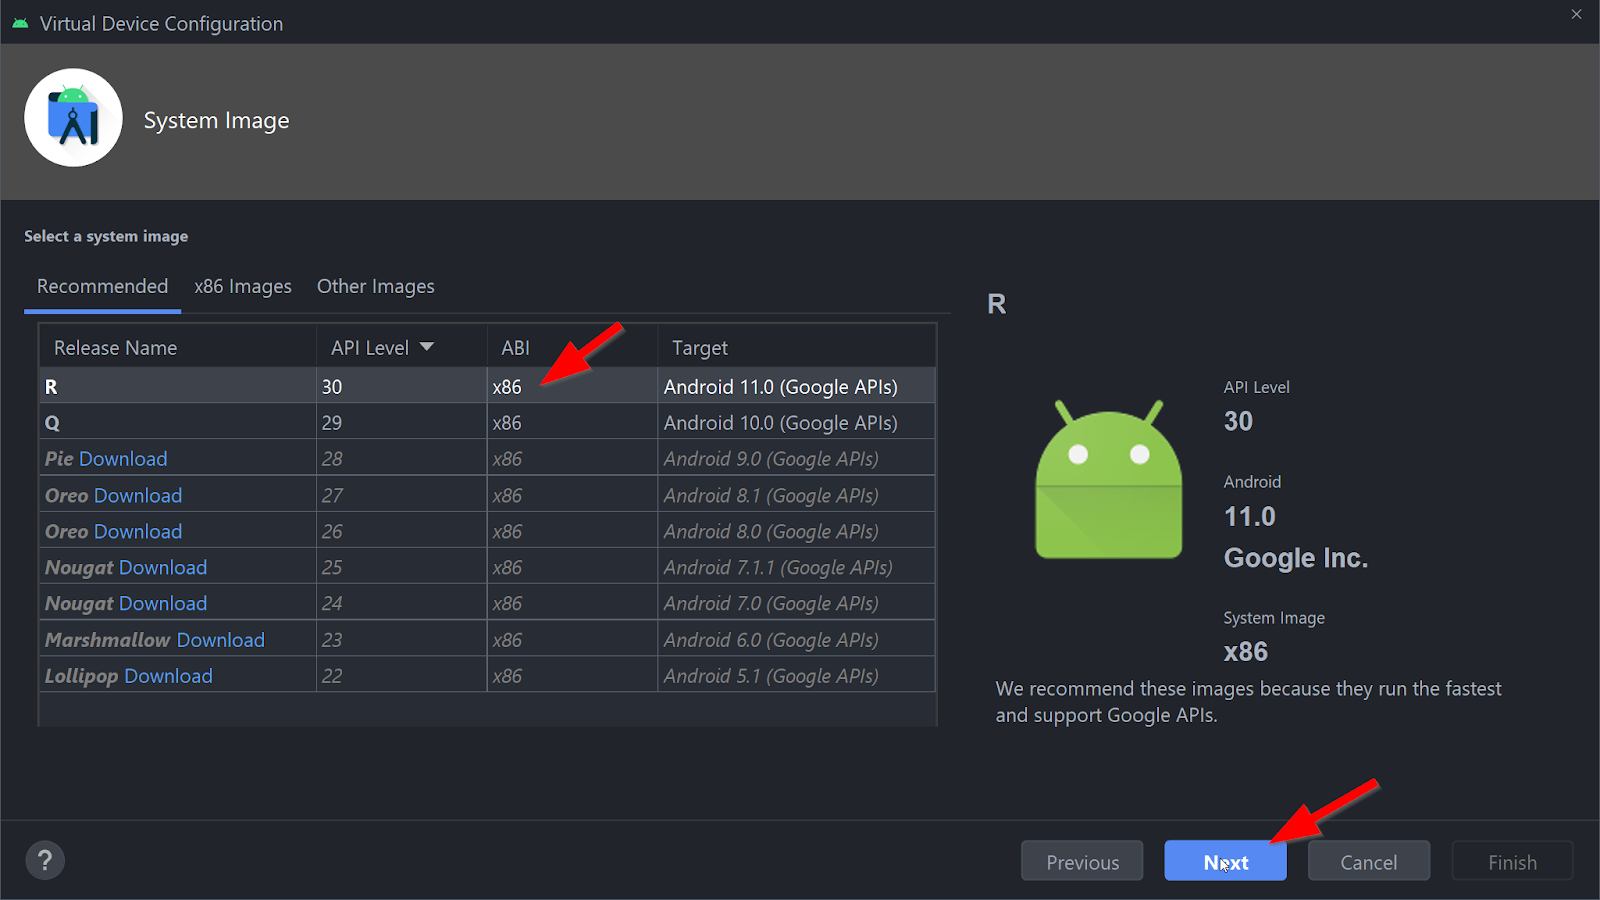 Virtual Device Configuration
System Image
Select a system image
Recommended x86 Images Other Images
Release Name API Level ABI Target
R 30 x86 Android 11.0 (Google APIs)
Q 29 x86 Android 10.0 (Google APIs)
Pie Download 28 x86 Android 9.0 (Google APIs)
Oreo Download 27 x86 Android 8.1 (Google APIs)
Oreo Download 26 x86 Android 8.0 (Google APIs)
Nougat Download 25 x86 Android 7.1.1 (Google APIs)
Nougat Download 24 x86 Android 7.0 (Google APIs)
Marshmallow Download 23 x86 Android 6.0 (Google APIs)
Lollipop Download 22 x86 Android 5.1 (Google APIs)
R
API Level
30
Android
11.0
Google Inc.
System Image
x86
We recommend these images because they run the fastest
and support Google APIs.
? Previous Next Cancel Finish